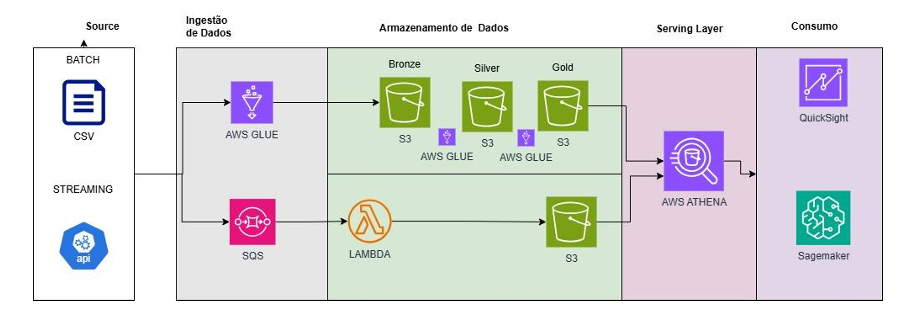 Source
Ingestão
de Dados
Armazenamento de Dados
Serving Layer
Consumo
BATCH
CSV
STREAMING
api
AWS GLUE
SQS
Bronze
Silver
Gold
S3
AWS GLUE
S3
AWS GLUE
S3
LAMBDA
S3
AWS ATHENA
QuickSight
Sagemaker